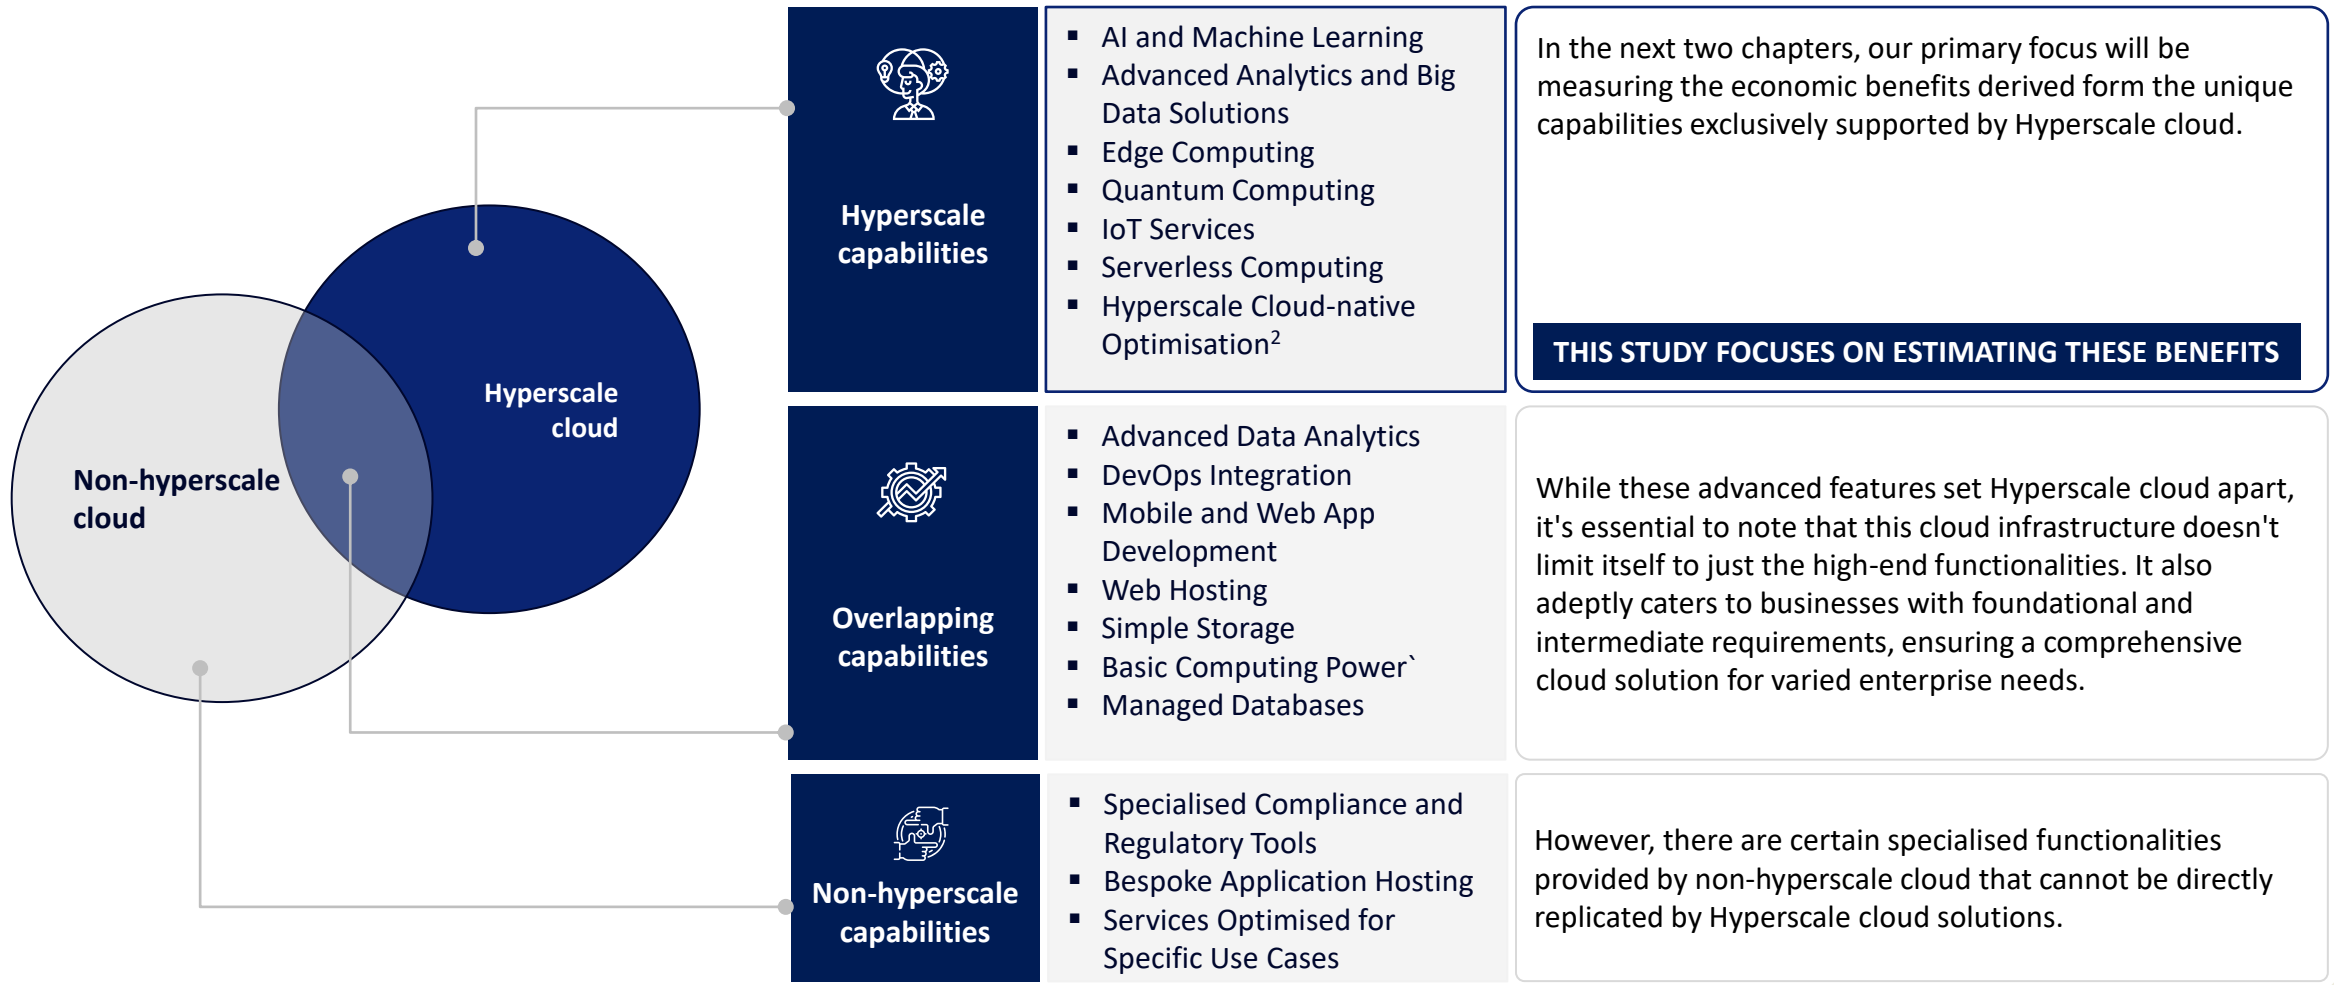 Hyperscale
cloud
Non-hyperscale
cloud
Hyperscale
capabilities
▪ AI and Machine Learning
▪ Advanced Analytics and Big
Data Solutions
▪ Edge Computing
▪ Quantum Computing
▪ IoT Services
▪ Serverless Computing
▪ Hyperscale Cloud-native
Optimisation²
In the next two chapters, our primary focus will be
measuring the economic benefits derived form the unique
capabilities exclusively supported by Hyperscale cloud.
THIS STUDY FOCUSES ON ESTIMATING THESE BENEFITS
Overlapping
capabilities
▪ Advanced Data Analytics
▪ DevOps Integration
▪ Mobile and Web App
Development
▪ Web Hosting
▪ Simple Storage
▪ Basic Computing Power`
▪ Managed Databases
While these advanced features set Hyperscale cloud apart,
it's essential to note that this cloud infrastructure doesn't
limit itself to just the high-end functionalities. It also
adeptly caters to businesses with foundational and
intermediate requirements, ensuring a comprehensive
cloud solution for varied enterprise needs.
Non-hyperscale
capabilities
▪ Specialised Compliance and
Regulatory Tools
▪ Bespoke Application Hosting
▪ Services Optimised for
Specific Use Cases
However, there are certain specialised functionalities
provided by non-hyperscale cloud that cannot be directly
replicated by Hyperscale cloud solutions.